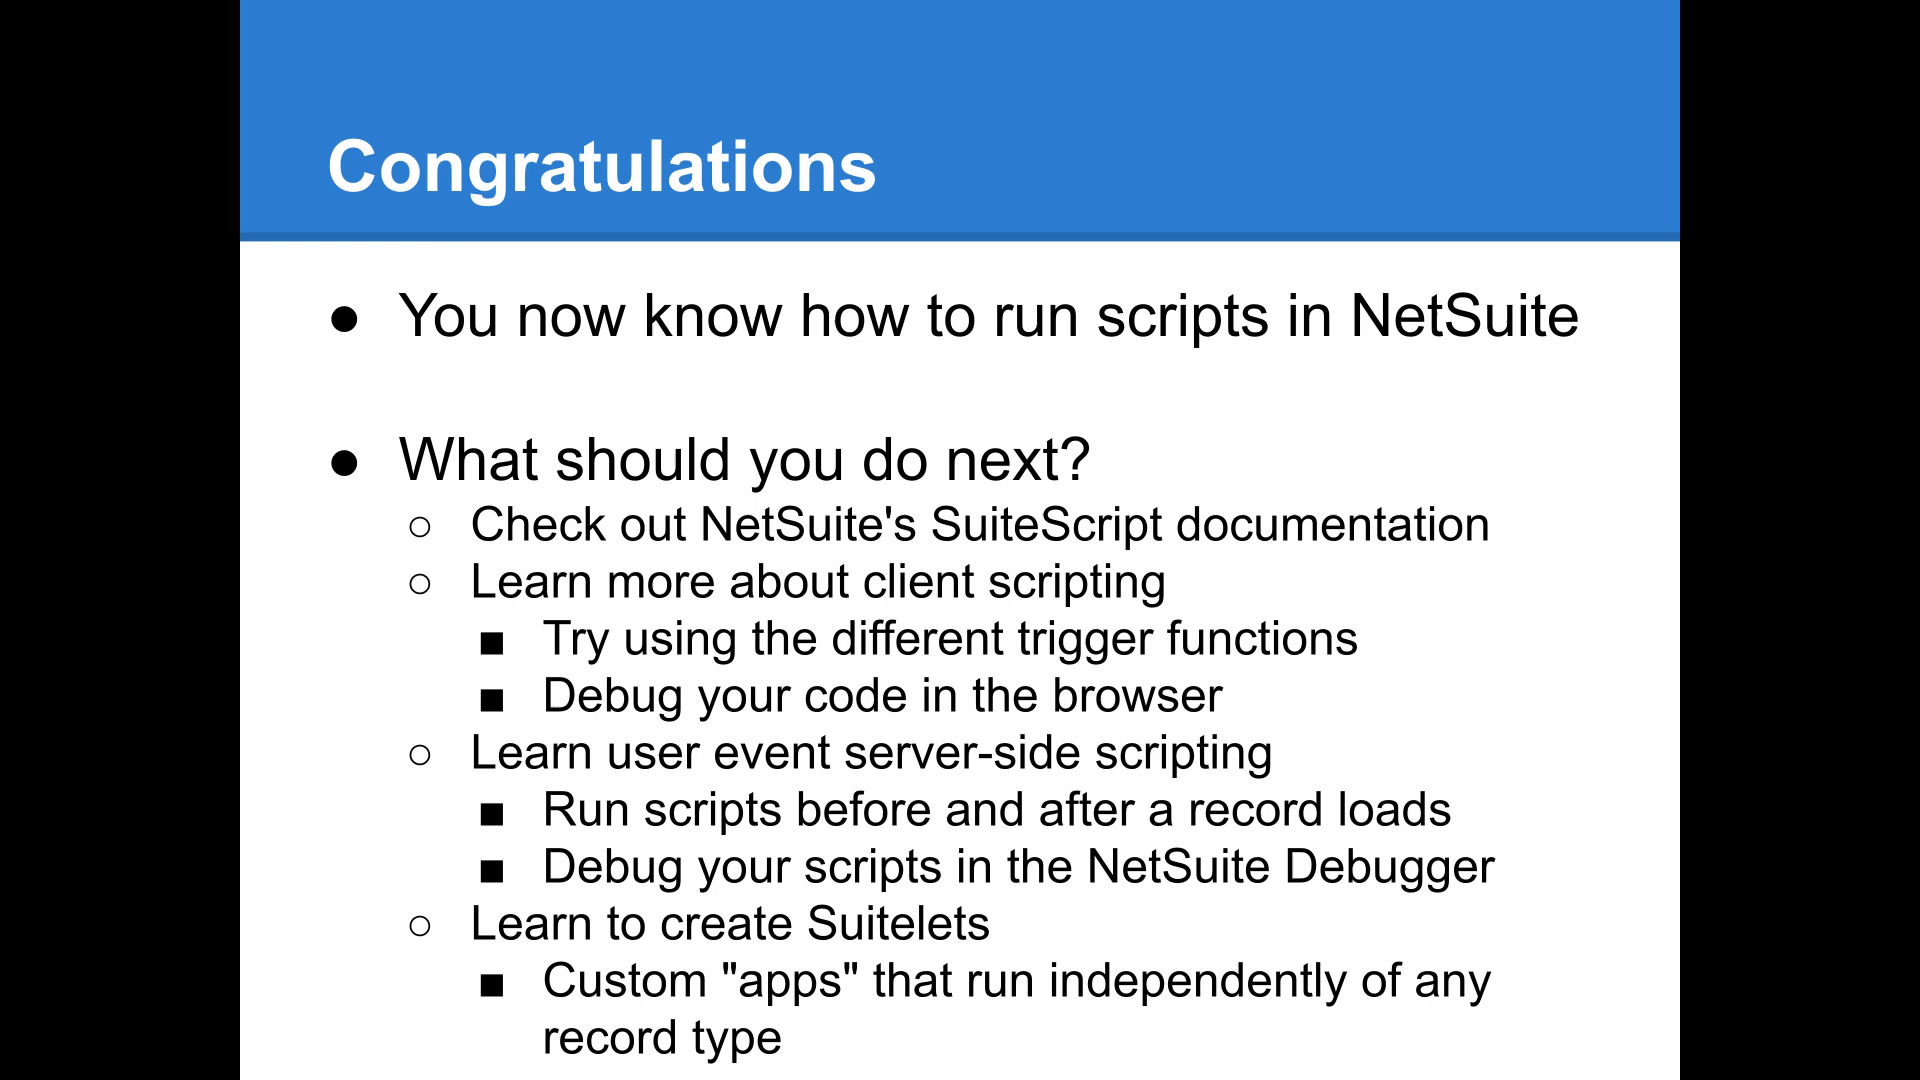 Congratulations
● You now know how to run scripts in NetSuite
● What should you do next?
○ Check out NetSuite's SuiteScript documentation
○ Learn more about client scripting
■ Try using the different trigger functions
■ Debug your code in the browser
○ Learn user event server-side scripting
■ Run scripts before and after a record loads
■ Debug your scripts in the NetSuite Debugger
○ Learn to create Suitelets
■ Custom "apps" that run independently of any
record type